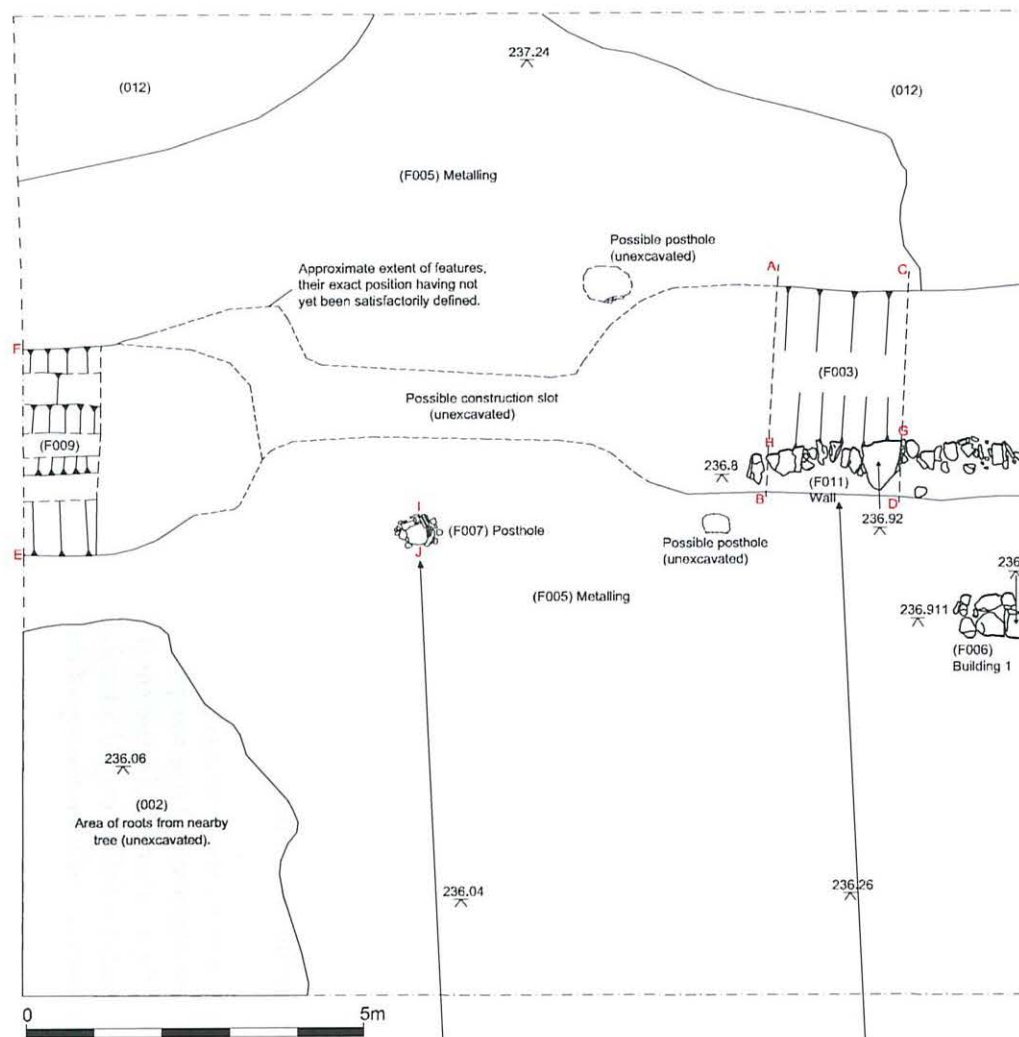 237.24
(012)
(012)
(F005) Metalling
Possible posthole
(unexcavated)
A
C
Approximate extent of features,
their exact position having not
yet been satisfactorily defined.
F
(F003)
Possible construction slot
(unexcavated)
(F009)
H
G
236.8
(F011)
Wall
B
D
I
(F007) Posthole
J
236.92
Possible posthole
(unexcavated)
E
236
(F005) Metalling
236.911
(F006)
Building 1
236.06
(002)
Area of roots from nearby
tree (unexcavated).
236.04
236.26
0
5m